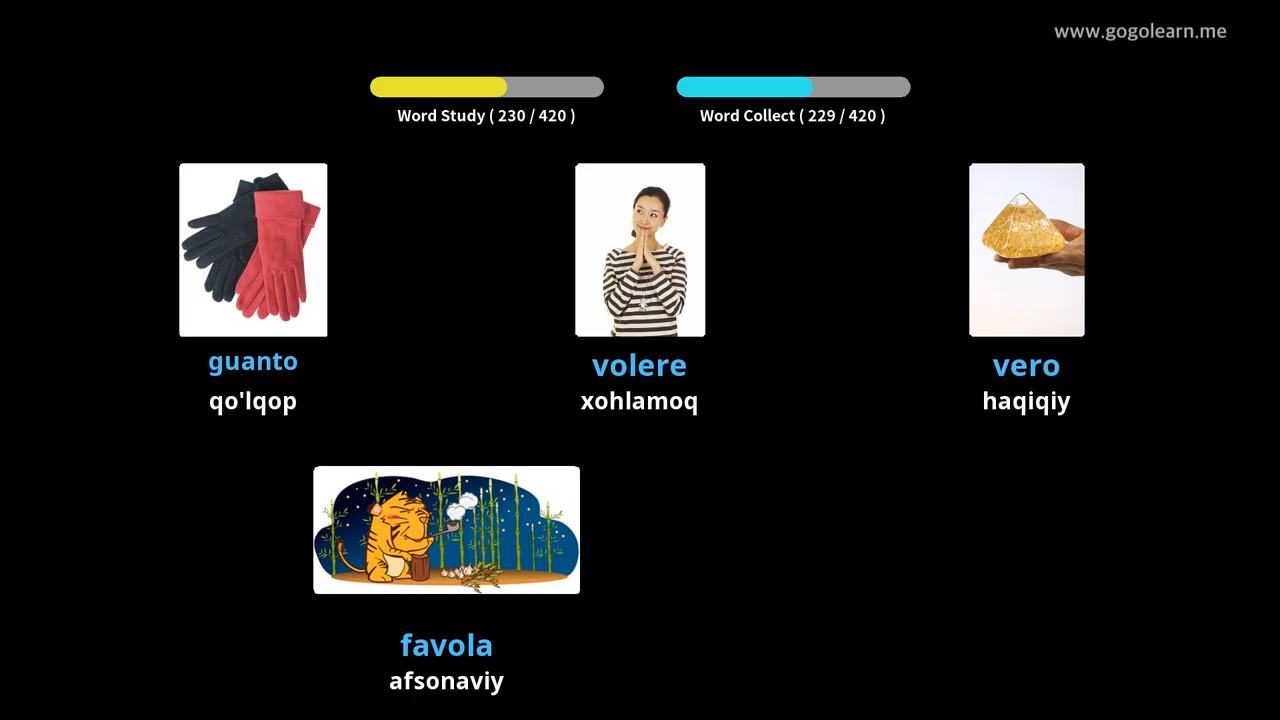 www.gogolearn.me
Word Study ( 230 / 420 )
Word Collect ( 229 / 420 )
guanto
qo'lqop
volere
xohlamoq
vero
haqiqiy
favola
afsonaviy